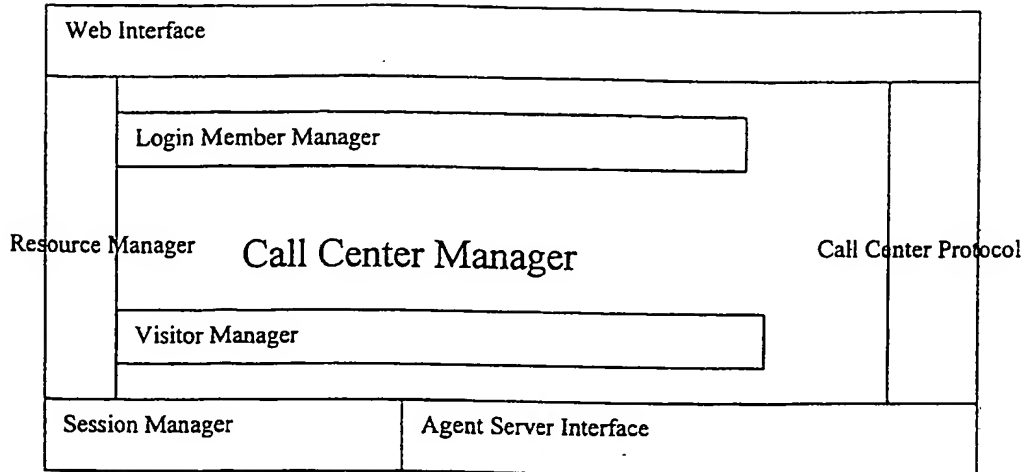 Web Interface
Login Member Manager
Resource Manager
Call Center Manager
Call Center Protocol
Visitor Manager
Session Manager
Agent Server Interface